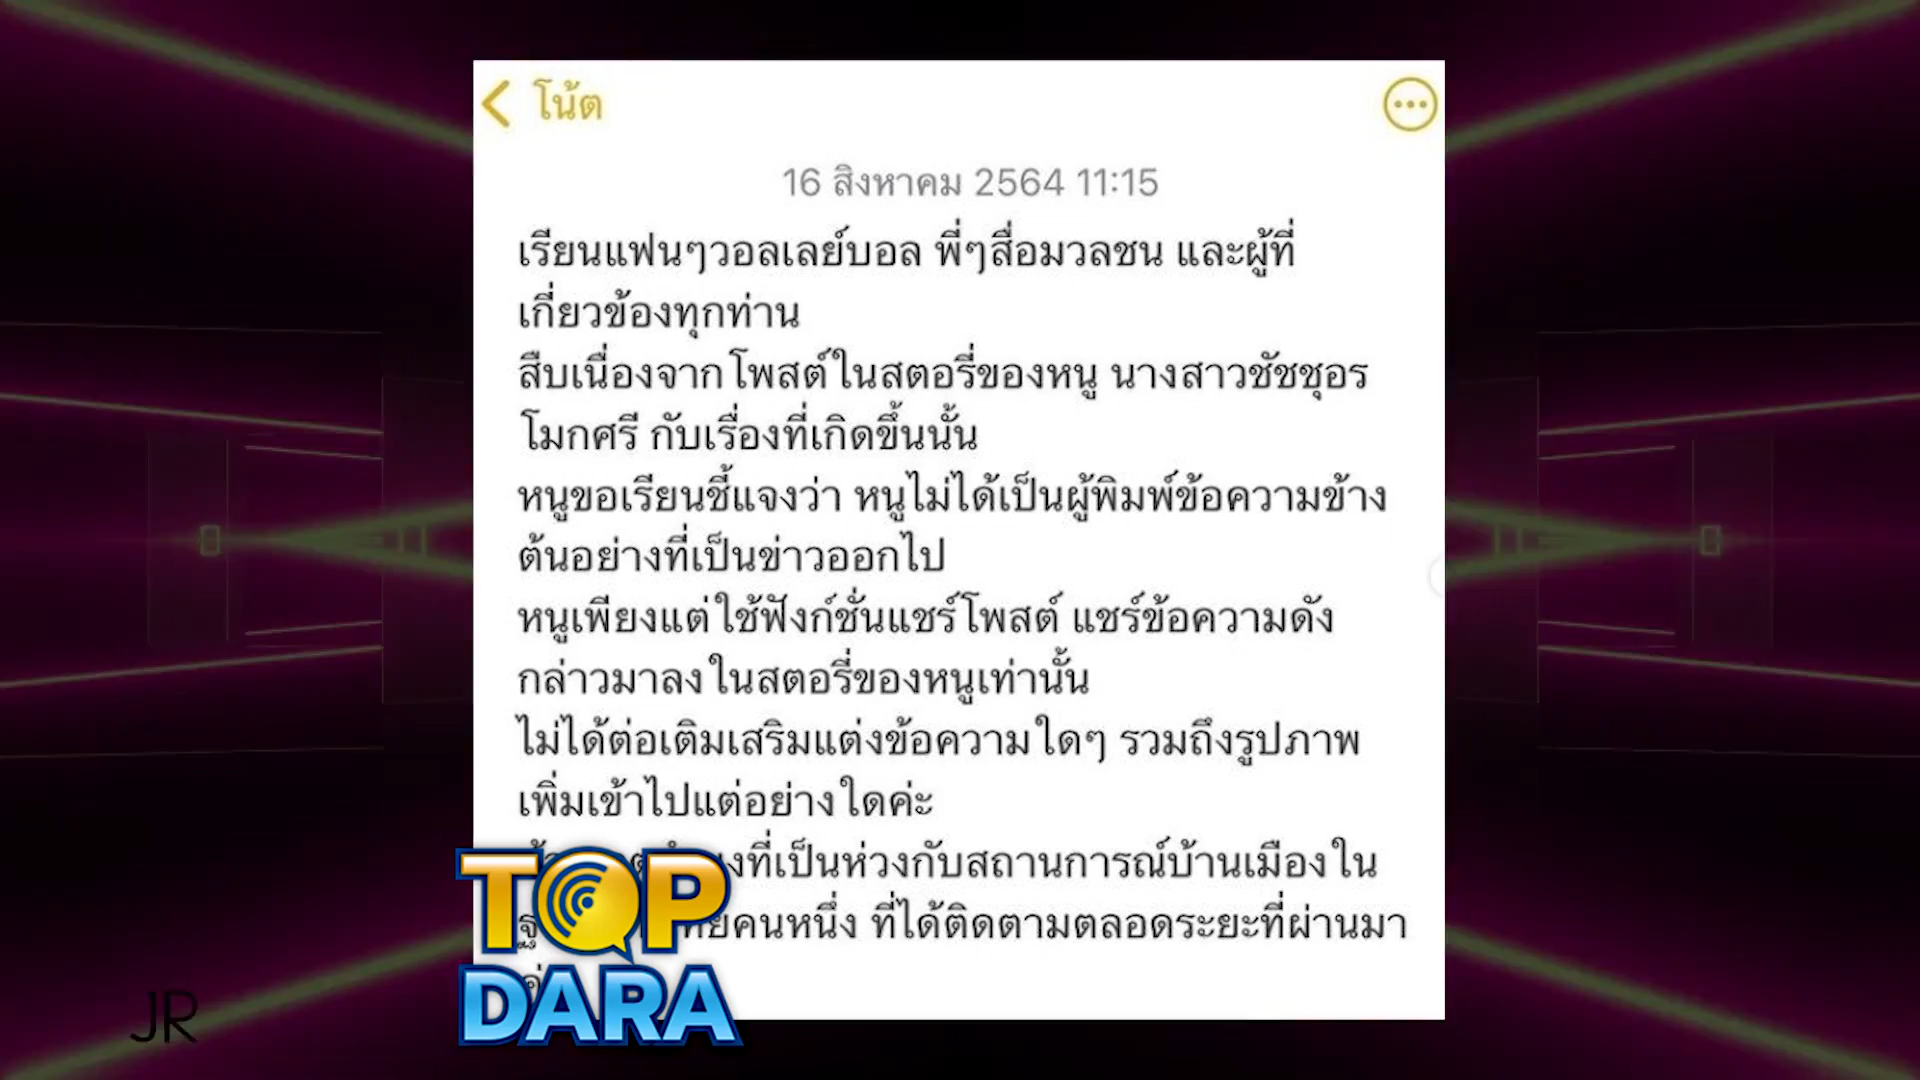 โน้ต
16 สิงหาคม 2564 11:15
เรียนแฟนๆวอลเลย์บอล พี่ๆสื่อมวลชน และผู้ที่
เกี่ยวข้องทุกท่าน
สืบเนื่องจากโพสต์ในสตอรี่ของหนู นางสาวชัชชุอร
โมกศรี กับเรื่องที่เกิดขึ้นนั้น
หนูขอเรียนชี้แจงว่า หนูไม่ได้เป็นผู้พิมพ์ข้อความข้าง
ต้นอย่างที่เป็นข่าวออกไป
หนูเพียงแต่ใช้ฟังก์ชั่นแชร์โพสต์ แชร์ข้อความดัง
กล่าวมาลงในสตอรี่ของหนูเท่านั้น
ไม่ได้ต่อเติมเสริมแต่งข้อความใดๆ รวมถึงรูปภาพ
เพิ่มเข้าไปแต่อย่างใดค่ะ
ที่เป็นห่วงกับสถานการณ์บ้านเมืองใน
คนหนึ่ง ที่ได้ติดตามตลอดระยะที่ผ่านมา
TOP
DARA
JR